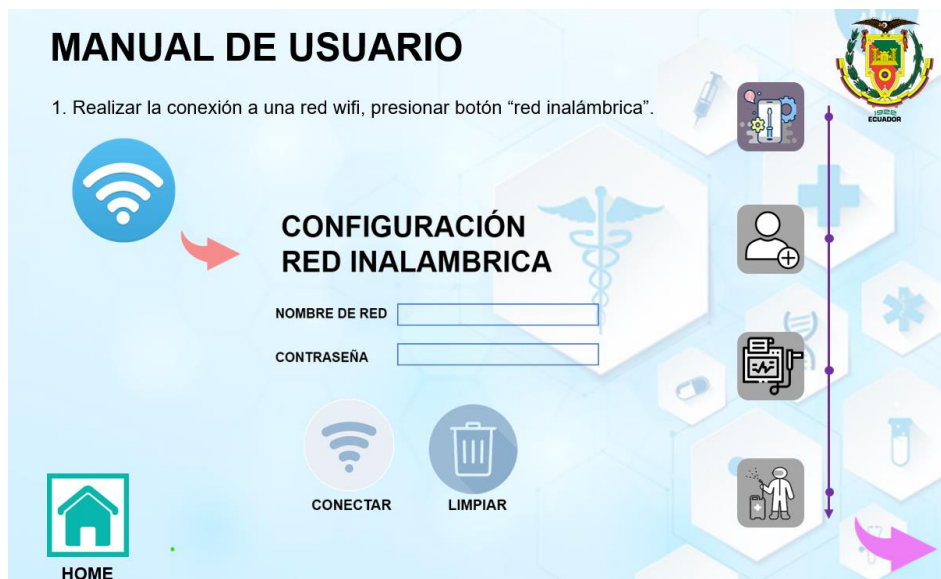 MANUAL DE USUARIO
1. Realizar la conexión a una red wifi, presionar botón “red inalámbrica”.
1922
ECUADOR
CONFIGURACIÓN
RED INALAMBRICA
NOMBRE DE RED
CONTRASEÑA
CONECTAR
LIMPIAR
HOME